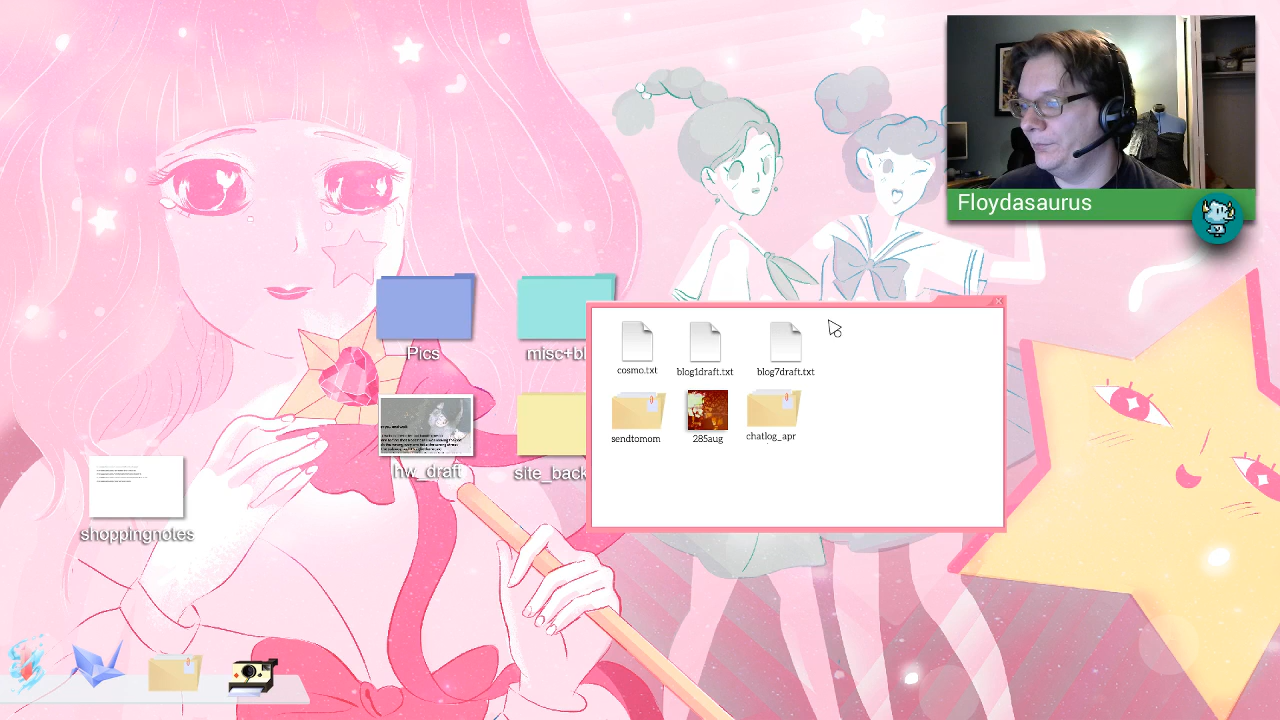 Floydasaurus
Pics
misc+bl
cosmo.txt
blog1draft.txt
blog7draft.txt
sendtomom
285aug
chatlog_apr
hw_draft
site_back
shoppingnotes